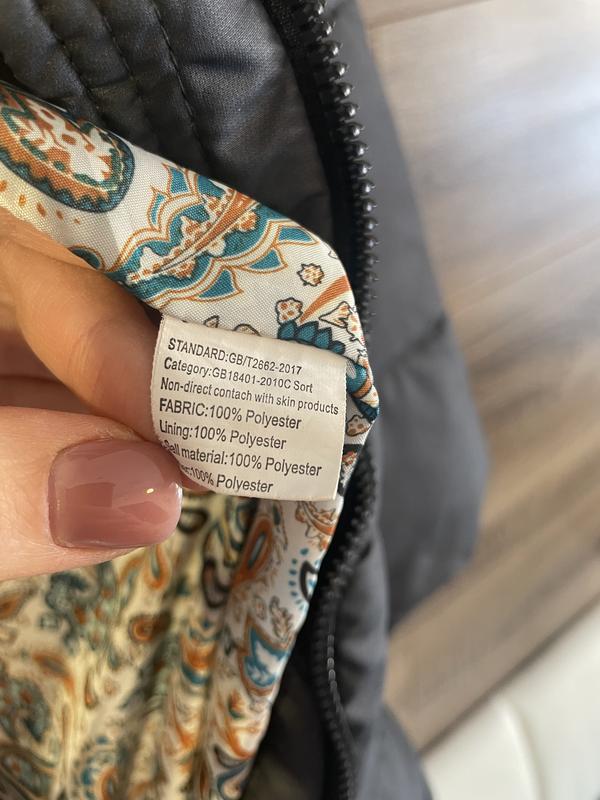 STANDARD:GB/T2662-2017
Category:GB18401-2010C Sort
Non-direct contach with skin products
FABRIC:100% Polyester
Lining:100% Polyester
material:100% Polyester
100% Polyester